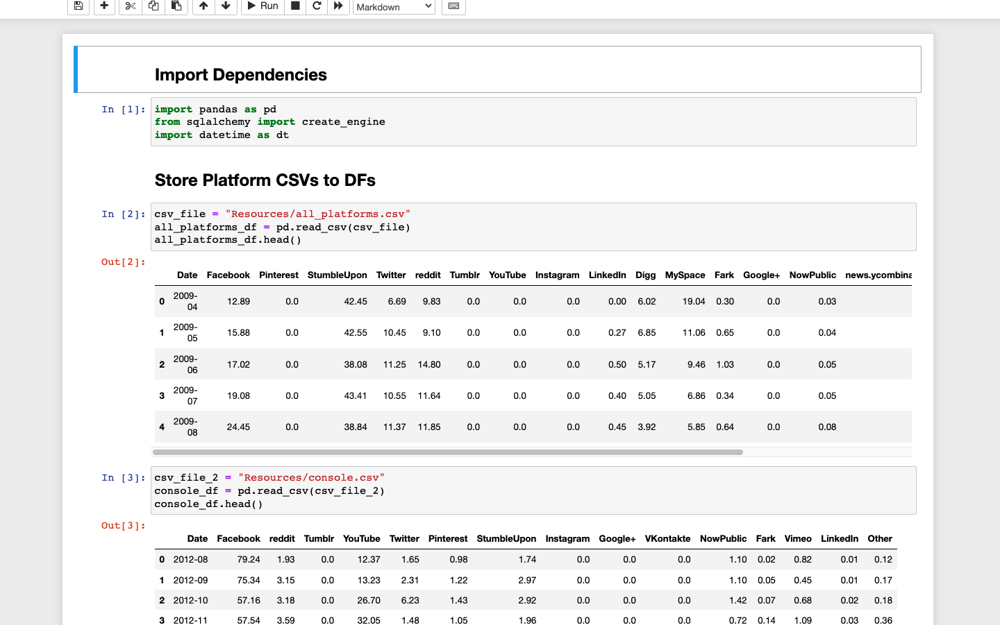 Run Markdown
Import Dependencies
In [1]: import pandas as pd
from sqlalchemy import create_engine
import datetime as dt
Store Platform CSVs to DFs
In [2]: csv_file = "Resources/all_platforms.csv"
all_platforms_df = pd.read_csv(csv_file)
all_platforms_df.head()
Out[2]:
Date Facebook Pinterest StumbleUpon Twitter reddit Tumblr YouTube Instagram LinkedIn Digg MySpace Fark Google+ NowPublic news.ycombina
0 2009-04 12.89 0.0 42.45 6.69 9.83 0.0 0.0 0.0 0.00 6.02 19.04 0.30 0.0 0.03
1 2009-05 15.88 0.0 42.55 10.45 9.10 0.0 0.0 0.0 0.27 6.85 11.06 0.65 0.0 0.04
2 2009-06 17.02 0.0 38.08 11.25 14.80 0.0 0.0 0.0 0.50 5.17 9.46 1.03 0.0 0.05
3 2009-07 19.08 0.0 43.41 10.55 11.64 0.0 0.0 0.0 0.40 5.05 6.86 0.34 0.0 0.05
4 2009-08 24.45 0.0 38.84 11.37 11.85 0.0 0.0 0.0 0.45 3.92 5.85 0.64 0.0 0.08
In [3]: csv_file_2 = "Resources/console.csv"
console_df = pd.read_csv(csv_file_2)
console_df.head()
Out[3]:
Date Facebook reddit Tumblr YouTube Twitter Pinterest StumbleUpon Instagram Google+ VKontakte NowPublic Fark Vimeo LinkedIn Other
0 2012-08 79.24 1.93 0.0 12.37 1.65 0.98 1.74 0.0 0.0 0.0 1.10 0.02 0.82 0.01 0.12
1 2012-09 75.34 3.15 0.0 13.23 2.31 1.22 2.97 0.0 0.0 0.0 1.10 0.05 0.45 0.01 0.17
2 2012-10 57.16 3.18 0.0 26.70 6.23 1.43 2.92 0.0 0.0 0.0 1.42 0.07 0.68 0.02 0.18
3 2012-11 57.54 3.59 0.0 32.05 1.48 1.05 1.96 0.0 0.0 0.0 0.72 0.14 1.09 0.03 0.36